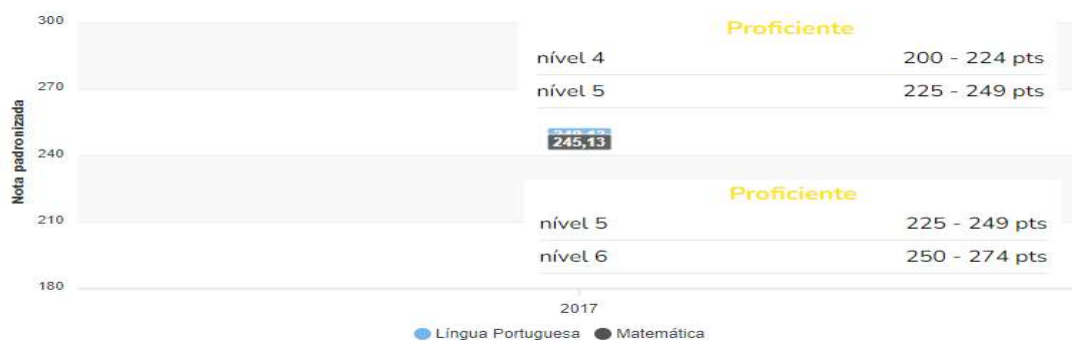 300
Proficiente
nível 4 200 - 224 pts
270
nível 5 225 - 249 pts
Nota padronizada
245,13
240
Proficiente
210
nível 5 225 - 249 pts
nível 6 250 - 274 pts
180
2017
Língua Portuguesa Matemática